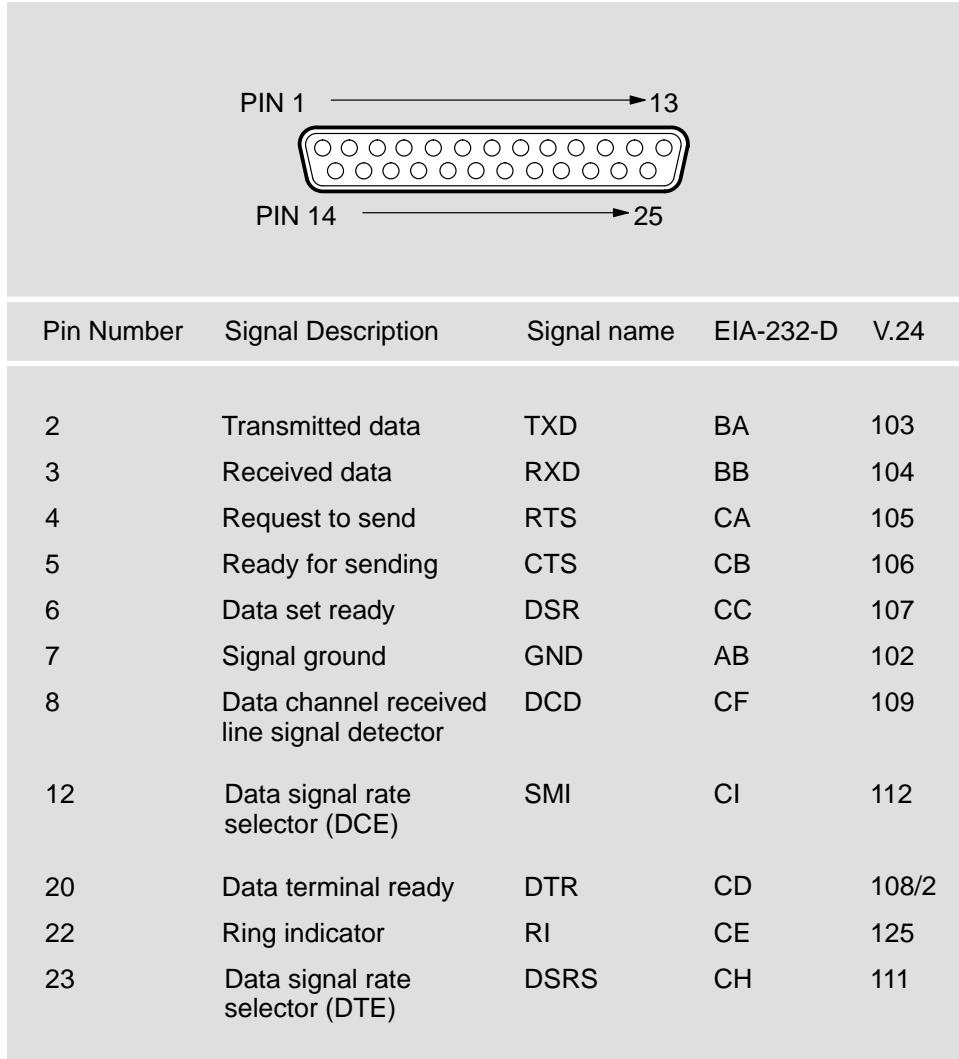 PIN 1 13
PIN 14 25
Pin Number Signal Description Signal name EIA-232-D V.24
2 Transmitted data TXD BA 103
3 Received data RXD BB 104
4 Request to send RTS CA 105
5 Ready for sending CTS CB 106
6 Data set ready DSR CC 107
7 Signal ground GND AB 102
8 Data channel received DCD CF 109
line signal detector
12 Data signal rate SMI CI 112
selector (DCE)
20 Data terminal ready DTR CD 108/2
22 Ring indicator RI CE 125
23 Data signal rate DSRS CH 111
selector (DTE)